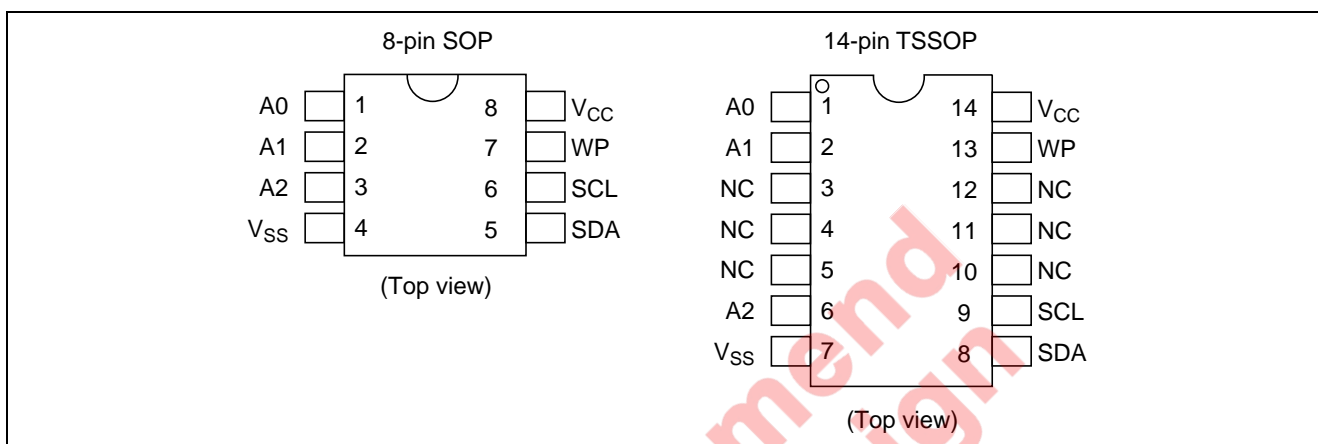 8-pin SOP
A0 1 8 VCC
A1 2 7 WP
A2 3 6 SCL
VSS 4 5 SDA
(Top view)
14-pin TSSOP
A0 1 14 VCC
A1 2 13 WP
NC 3 12 NC
NC 4 11 NC
NC 5 10 NC
A2 6 9 SCL
VSS 7 8 SDA
(Top view)